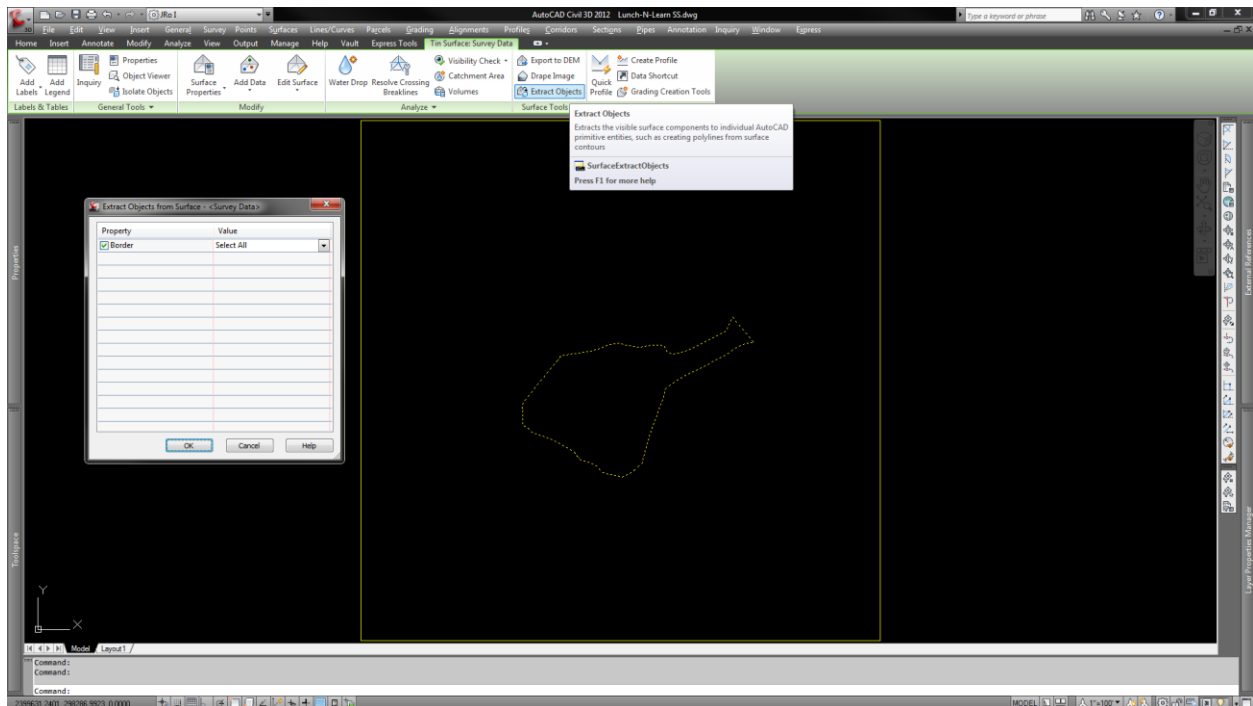 JRo1
AutoCAD Civil 3D 2012 Lunch-N-Learn SS.dwg
Type a keyword or phrase
File Edit View Insert General Survey Points Surfaces Lines/Curves Parcels Grading Alignments Profiles Corridors Sections Pipes Annotation Inquiry Window Express
Home Insert Annotate Modify Analyze View Output Manage Help Vault Express Tools Tin Surface: Survey Data
Properties
Visibility Check
Export to DEM
Create Profile
Object Viewer
Catchment Area
Drape Image
Data Shortcut
Isolate Objects
Volumes
Extract Objects
Grading Creation Tools
Add Labels
Add Legend
Inquiry
Surface Properties
Add Data
Edit Surface
Water Drop
Resolve Crossing Breaklines
Quick Profile
Labels & Tables
General Tools
Modify
Analyze
Surface Tools
Extract Objects
Extracts the visible surface components to individual AutoCAD
primitive entities, such as creating polylines from surface
contours
SurfaceExtractObjects
Press F1 for more help
Extract Objects from Surface - <Survey Data>
Property Value
Border Select All
OK Cancel Help
Properties
Toolspace
External References
Layer Properties Manager
Y
X
Model Layout1
Command:
Command:
Command:
MODEL
1"=100'